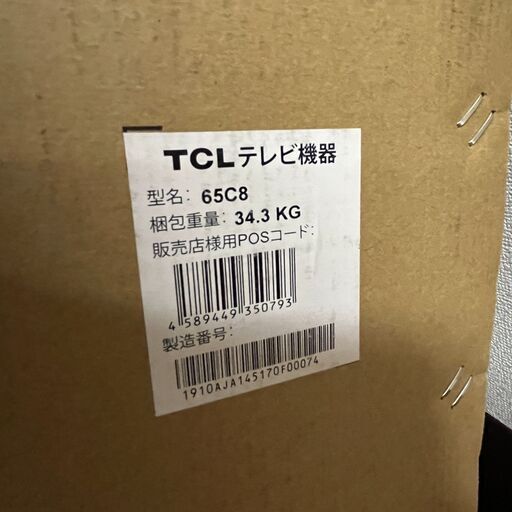 TCLテレビ機器
型名: 65C8
梱包重量: 34.3 KG
販売店様用POSコード:
4 589449 350793
製造番号:
1910AJA145170F00074